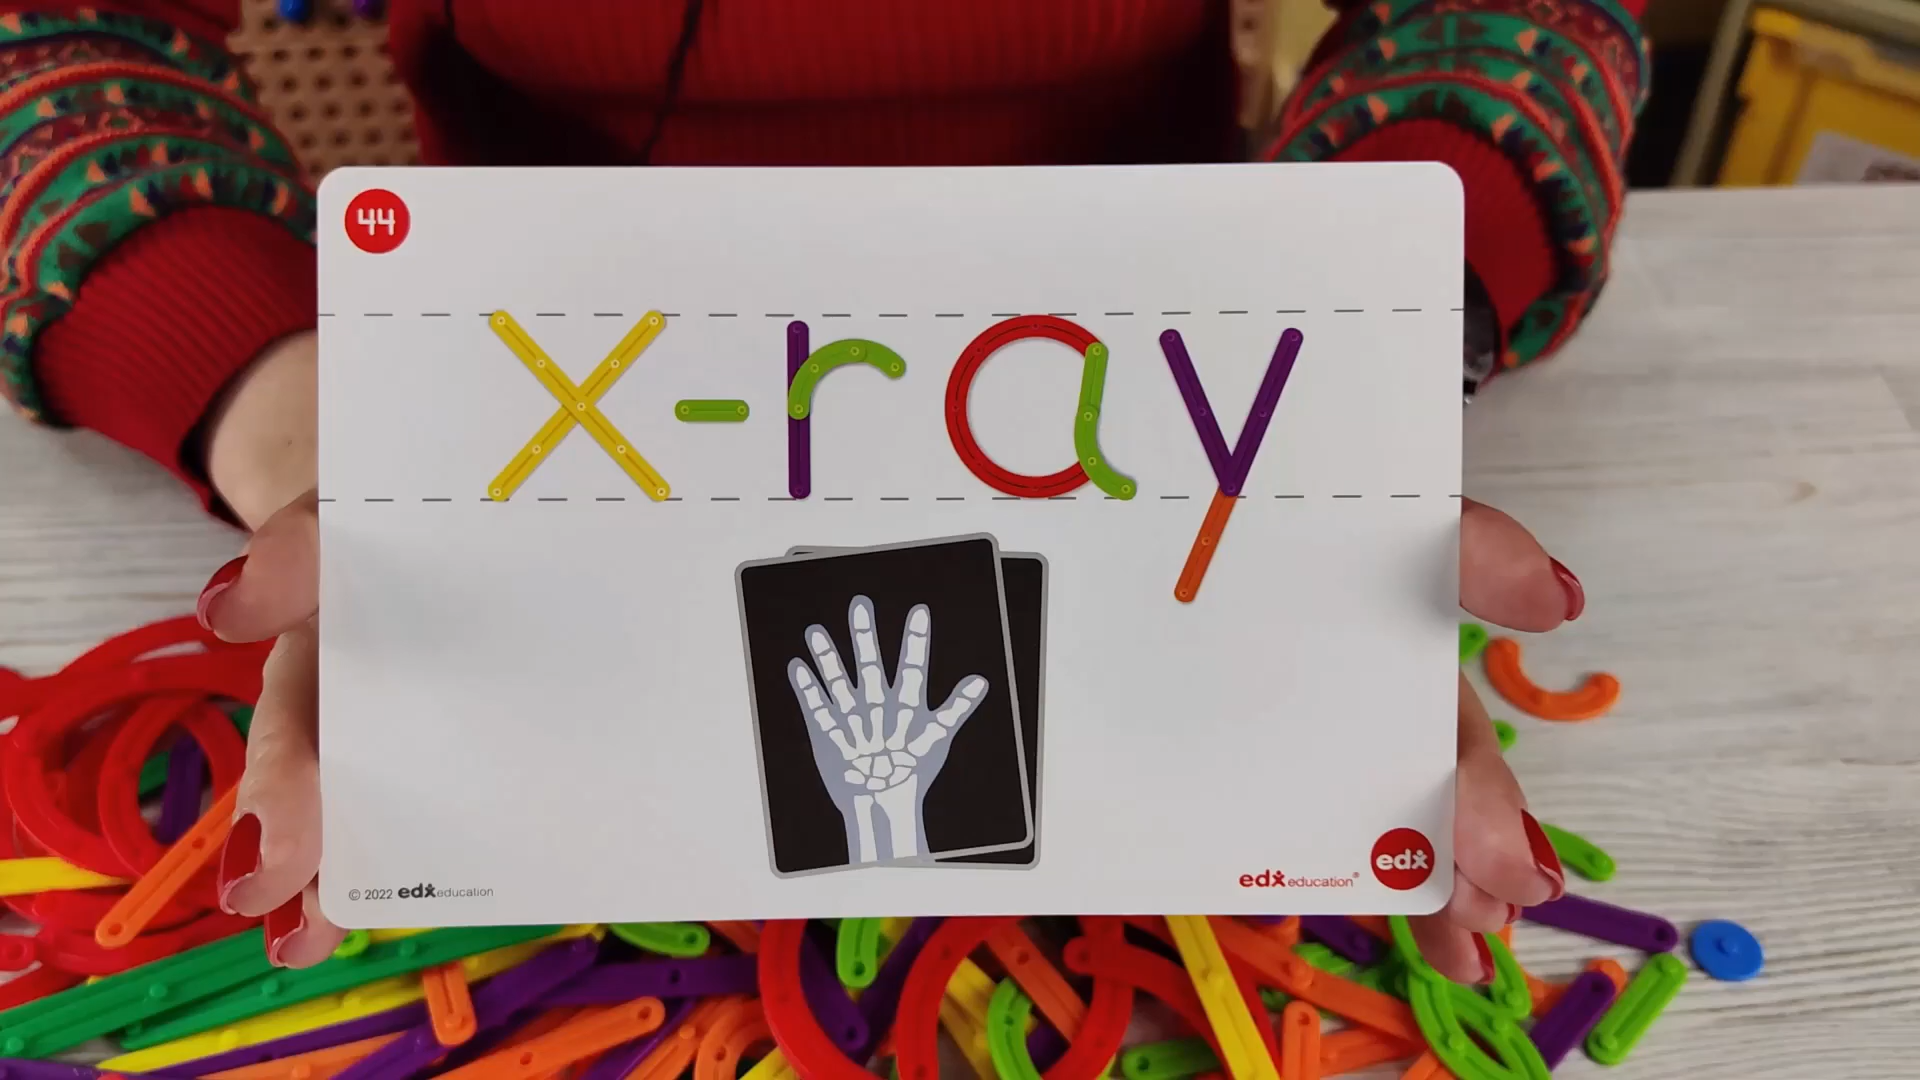 44
x-ray
© 2022 edx education
edx education®
edx